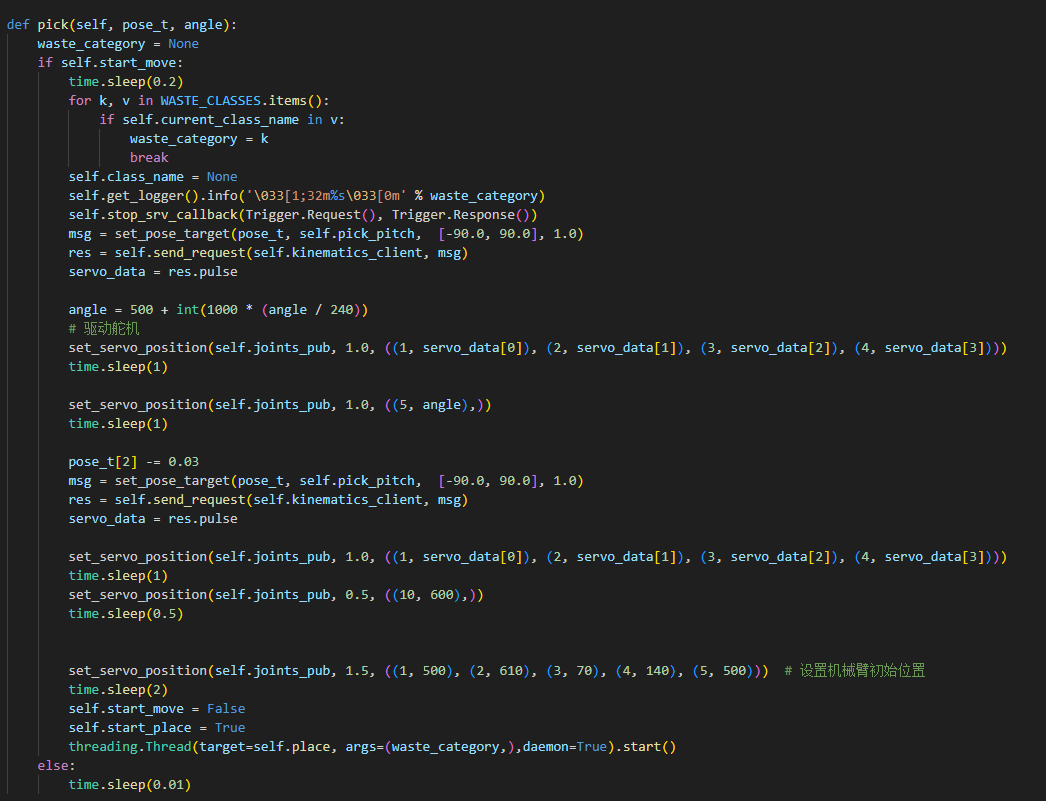 def pick(self, pose_t, angle):
    waste_category = None
    if self.start_move:
        time.sleep(0.2)
        for k, v in WASTE_CLASSES.items():
            if self.current_class_name in v:
                waste_category = k
                break
        self.class_name = None
        self.get_logger().info('\033[1;32m%s\033[0m' % waste_category)
        self.stop_srv_callback(Trigger.Request(), Trigger.Response())
        msg = set_pose_target(pose_t, self.pick_pitch,  [-90.0, 90.0], 1.0)
        res = self.send_request(self.kinematics_client, msg)
        servo_data = res.pulse

        angle = 500 + int(1000 * (angle / 240))
        # 驱动舵机
        set_servo_position(self.joints_pub, 1.0, ((1, servo_data[0]), (2, servo_data[1]), (3, servo_data[2]), (4, servo_data[3])))
        time.sleep(1)

        set_servo_position(self.joints_pub, 1.0, ((5, angle),))
        time.sleep(1)

        pose_t[2] -= 0.03
        msg = set_pose_target(pose_t, self.pick_pitch,  [-90.0, 90.0], 1.0)
        res = self.send_request(self.kinematics_client, msg)
        servo_data = res.pulse

        set_servo_position(self.joints_pub, 1.0, ((1, servo_data[0]), (2, servo_data[1]), (3, servo_data[2]), (4, servo_data[3])))
        time.sleep(1)
        set_servo_position(self.joints_pub, 0.5, ((10, 600),))
        time.sleep(0.5)


        set_servo_position(self.joints_pub, 1.5, ((1, 500), (2, 610), (3, 70), (4, 140), (5, 500)))  # 设置机械臂初始位置
        time.sleep(2)
        self.start_move = False
        self.start_place = True
        threading.Thread(target=self.place, args=(waste_category,),daemon=True).start()
    else:
        time.sleep(0.01)